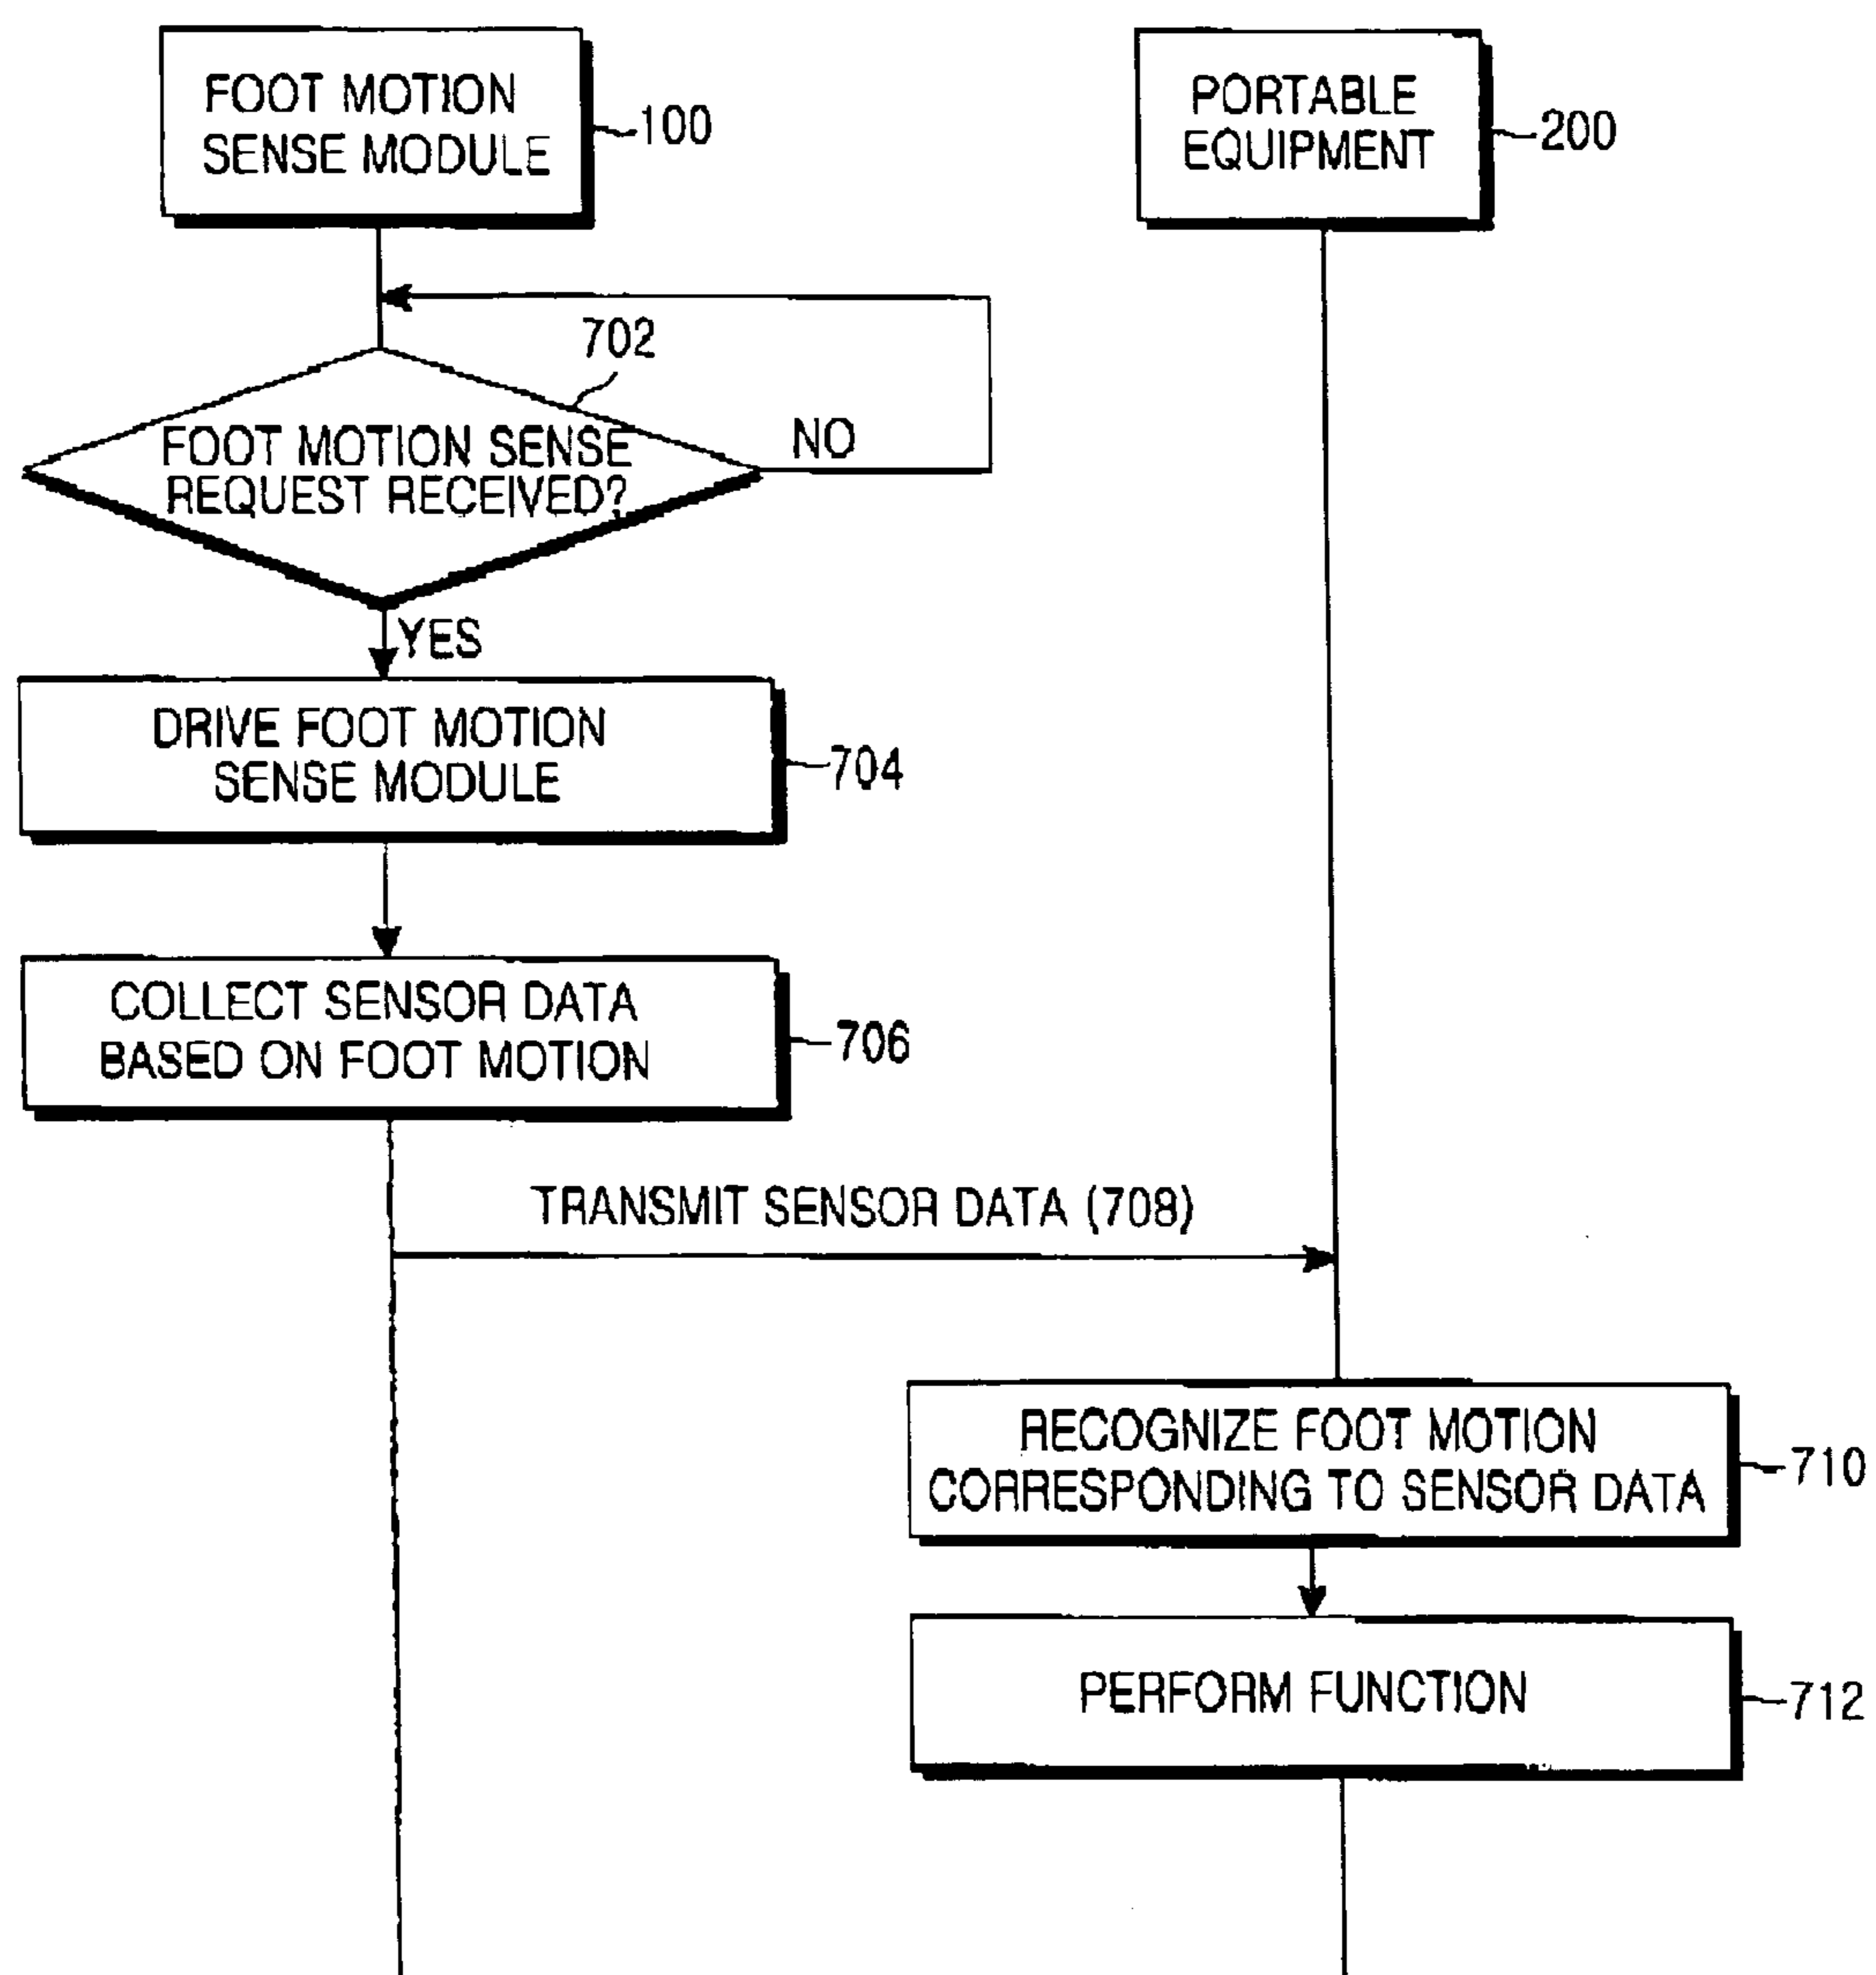 FOOT MOTION
SENSE MODULE
100
PORTABLE
EQUIPMENT
200
702
FOOT MOTION SENSE
REQUEST RECEIVED?
NO
YES
DRIVE FOOT MOTION
SENSE MODULE
704
COLLECT SENSOR DATA
BASED ON FOOT MOTION
706
TRANSMIT SENSOR DATA (708)
RECOGNIZE FOOT MOTION
CORRESPONDING TO SENSOR DATA
710
PERFORM FUNCTION
712